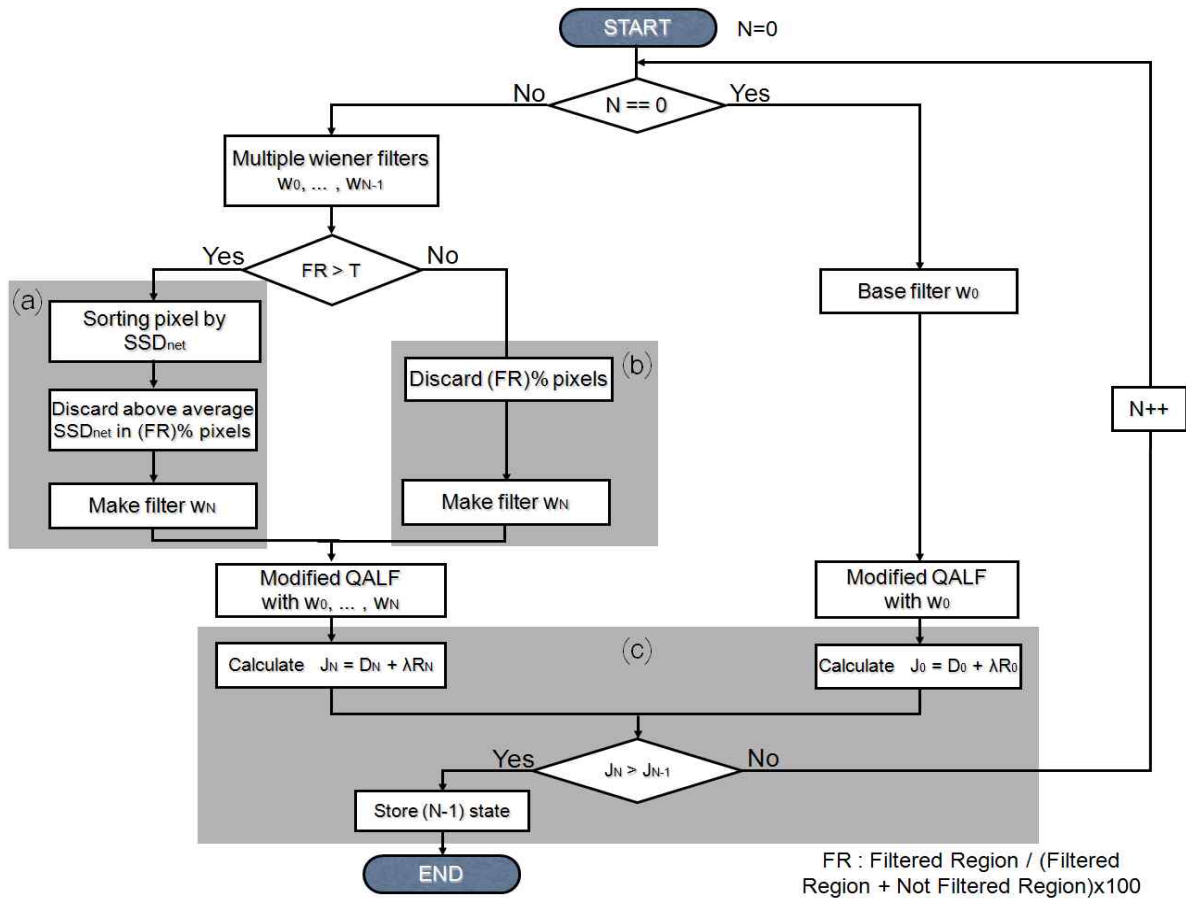 START
N=0
No
N == 0
Yes
Multiple wiener filters
w0, ... , wN-1
Yes
FR > T
No
Base filter w0
(a)
Sorting pixel by
SSDnet
(b)
Discard (FR)% pixels
Discard above average
SSDnet in (FR)% pixels
N++
Make filter wN
Make filter wN
Modified QALF
with w0, ... , wN
Modified QALF
with w0
(c)
Calculate JN = DN + λRN
Calculate J0 = D0 + λR0
Yes
JN > JN-1
No
Store (N-1) state
END
FR : Filtered Region / (Filtered
Region + Not Filtered Region)x100